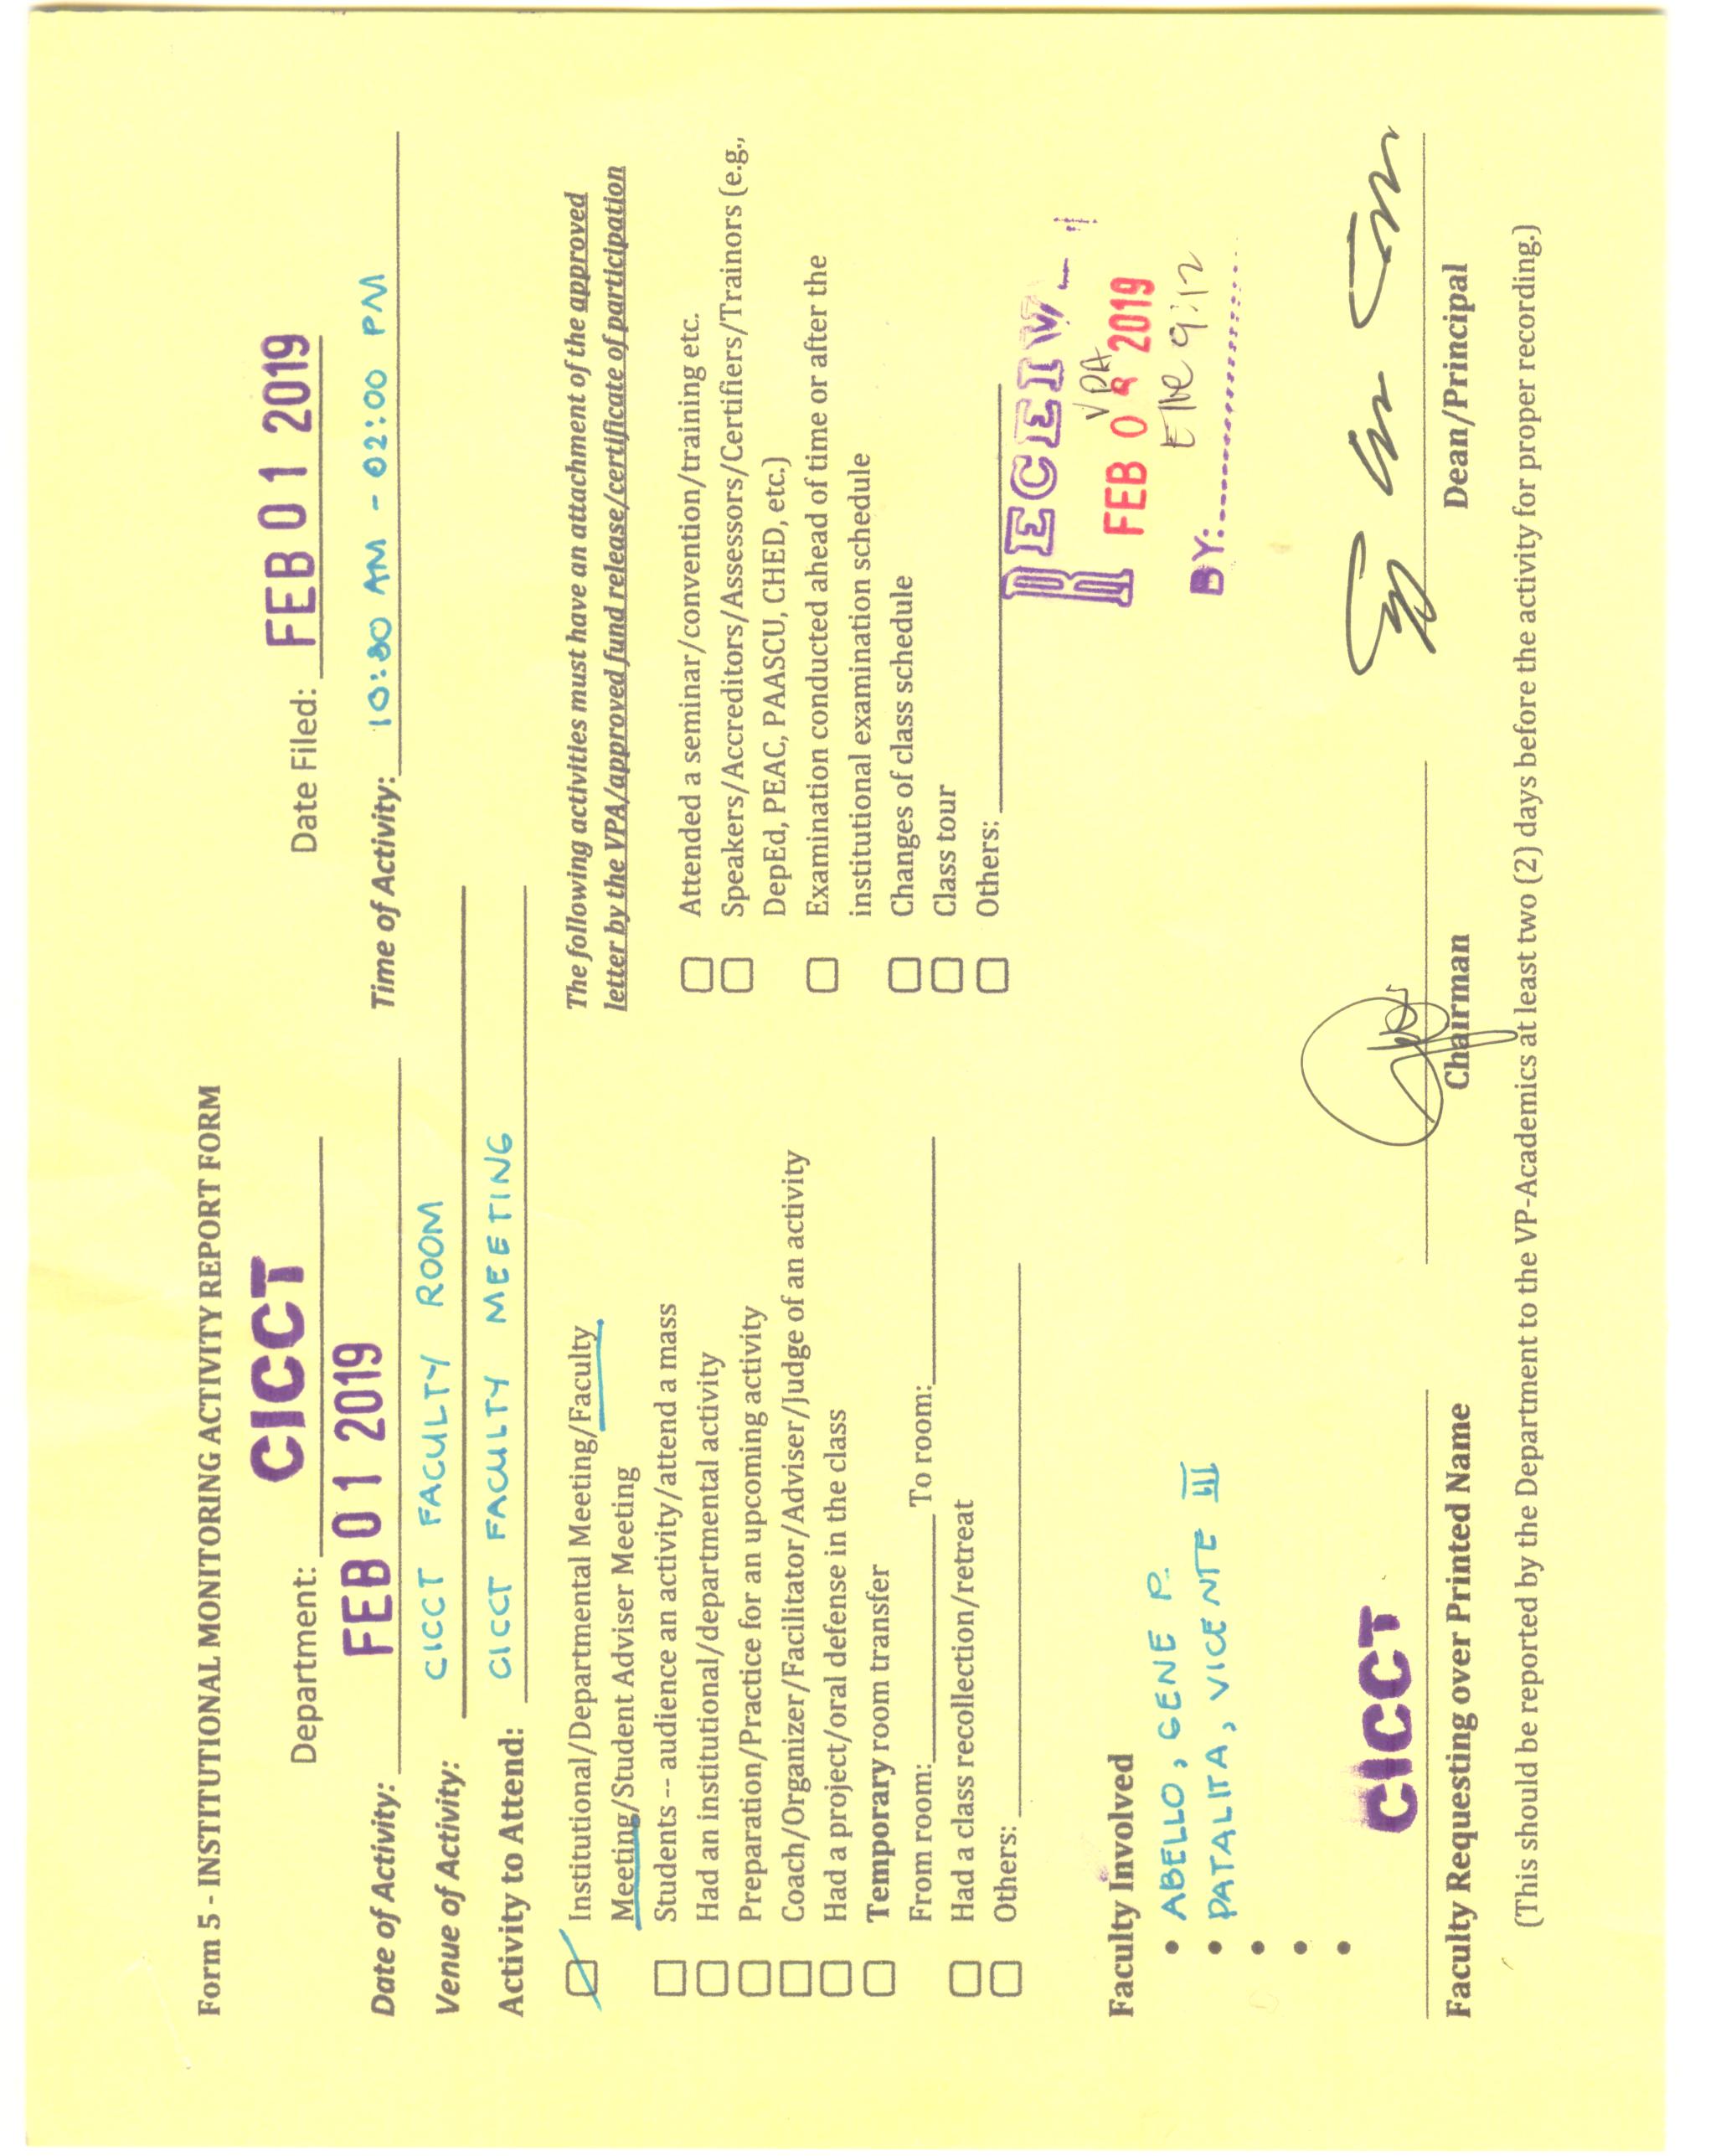 Form 5 - INSTITUTIONAL MONITORING ACTIVITY REPORT FORM
Department: CICCT
Date Filed: FEB 01 2019
Date of Activity: FEB 01 2019
Time of Activity: 10:30 AM - 02:00 PM
Venue of Activity: CICCT FACULTY ROOM
Activity to Attend: CICCT FACULTY MEETING
Institutional/Departmental Meeting/Faculty
Meeting/Student Adviser Meeting
Students -- audience an activity/attend a mass
Had an institutional/departmental activity
Preparation/Practice for an upcoming activity
Coach/Organizer/Facilitator/Adviser/Judge of an activity
Had a project/oral defense in the class
Temporary room transfer
From room: To room:
Had a class recollection/retreat
Others:
The following activities must have an attachment of the approved
letter by the VPA/approved fund release/certificate of participation
Attended a seminar/convention/training etc.
Speakers/Accreditors/Assessors/Certifiers/Trainors (e.g.,
DepEd, PEAC, PAASCU, CHED, etc.)
Examination conducted ahead of time or after the
institutional examination schedule
Changes of class schedule
Class tour
Others:
VPA
FEB 2019
9:12
BY:
Faculty Involved
• ABELLO, GENE P.
• PATALITA, VICENTE III
•
•
•
CICCT
Faculty Requesting over Printed Name
Chairman
Dean/Principal
(This should be reported by the Department to the VP-Academics at least two (2) days before the activity for proper recording.)